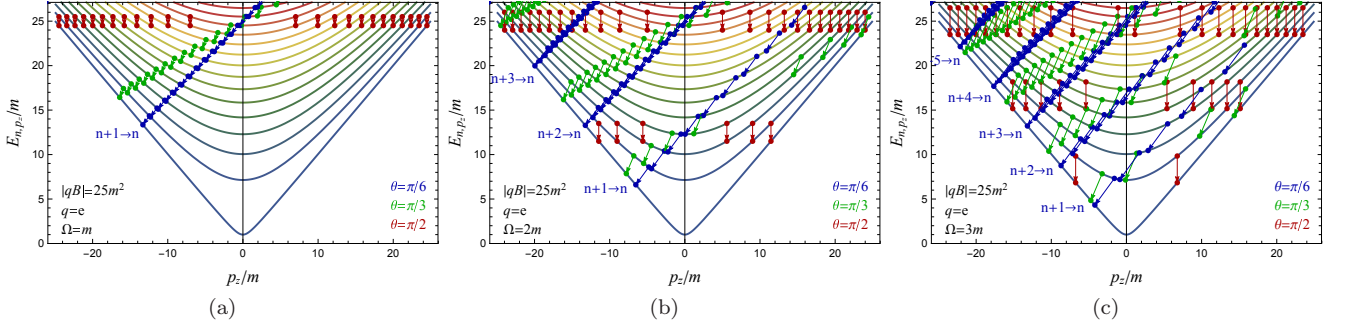 E_{n,p_z}/m
25
20
15
10
5
0
n+1→n
|qB|=25m²
q=e
Ω=m
θ=π/6
θ=π/3
θ=π/2
−20 −10 0 10 20
p_z/m
(a)
E_{n,p_z}/m
25
20
15
10
5
0
n+3→n
n+2→n
n+1→n
|qB|=25m²
q=e
Ω=2m
θ=π/6
θ=π/3
θ=π/2
−20 −10 0 10 20
p_z/m
(b)
E_{n,p_z}/m
25
20
15
10
5
0
5→n
n+4→n
n+3→n
n+2→n
n+1→n
|qB|=25m²
q=e
Ω=3m
θ=π/6
θ=π/3
θ=π/2
−20 −10 0 10 20
p_z/m
(c)